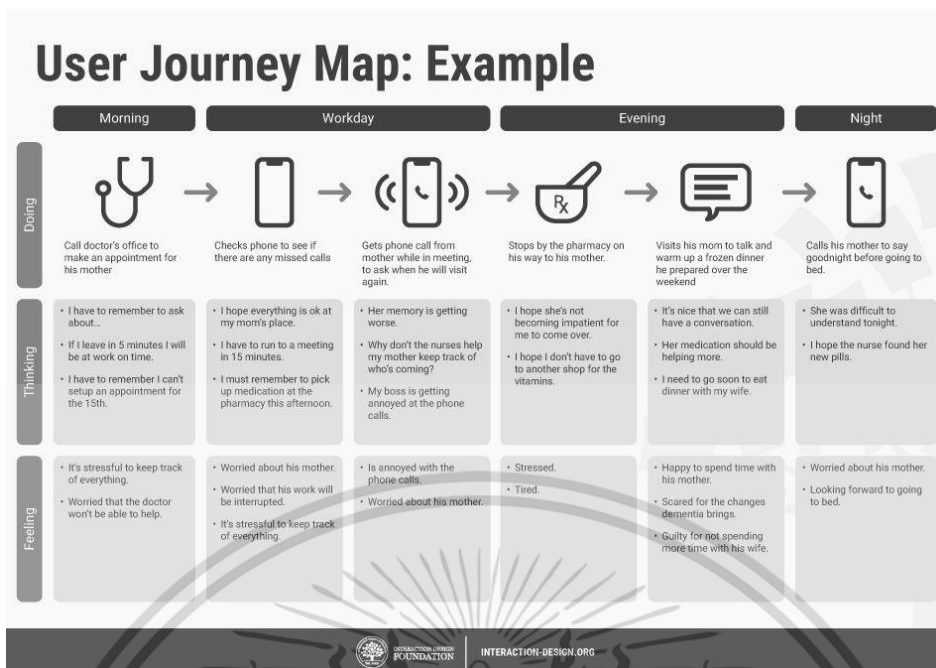 User Journey Map: Example
Morning
Workday
Evening
Night
Doing
Call doctor's office to
make an appointment for
his mother
Checks phone to see if
there are any missed calls
Gets phone call from
mother while in meeting,
to ask when he will visit
again.
Rx
Stops by the pharmacy on
his way to his mother.
Visits his mom to talk and
warm up a frozen dinner
he prepared over the
weekend
Calls his mother to say
goodnight before going to
bed.
Thinking
• I have to remember to ask
about...
• If I leave in 5 minutes I will
be at work on time.
• I have to remember I can't
setup an appointment for
the 15th.
• I hope everything is ok at
my mom's place.
• I have to run to a meeting
in 15 minutes.
• I must remember to pick
up medication at the
pharmacy this afternoon.
• Her memory is getting
worse.
• Why don't the nurses help
my mother keep track of
who's coming?
• My boss is getting
annoyed at the phone
calls.
• I hope she's not
becoming impatient for
me to come over.
• I hope I don't have to go
to another shop for the
vitamins.
• It's nice that we can still
have a conversation.
• Her medication should be
helping more.
• I need to go soon to eat
dinner with my wife.
• She was difficult to
understand tonight.
• I hope the nurse found her
new pills.
Feeling
• It's stressful to keep track
of everything.
• Worried that the doctor
won't be able to help.
• Worried about his mother.
• Worried that his work will
be interrupted.
• It's stressful to keep track
of everything.
• Is annoyed with the
phone calls.
• Worried about his mother.
• Stressed.
• Tired.
• Happy to spend time with
his mother.
• Scared for the changes
dementia brings.
• Guilty for not spending
more time with his wife.
• Worried about his mother.
• Looking forward to going
to bed.
INTERACTION DESIGN
FOUNDATION
INTERACTION-DESIGN.ORG